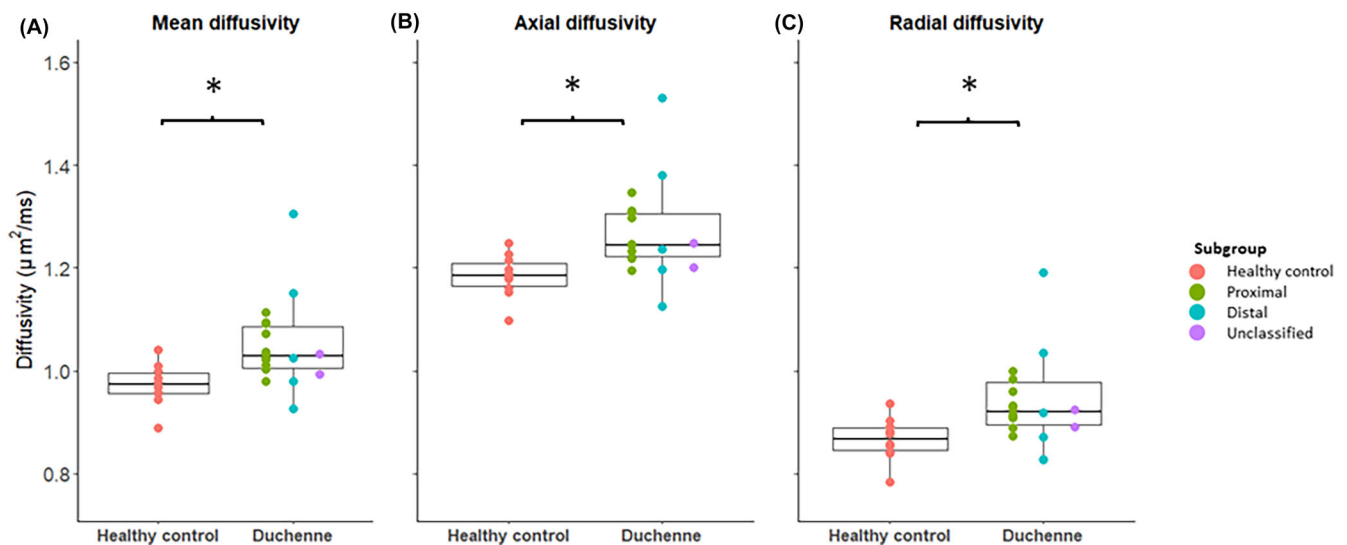 (A) Mean diffusivity
(B) Axial diffusivity
(C) Radial diffusivity
Diffusivity (μ m²/ms)
1.6
1.4
1.2
1.0
0.8
*
*
*
Healthy control Duchenne
Healthy control Duchenne
Healthy control Duchenne
Subgroup
Healthy control
Proximal
Distal
Unclassified